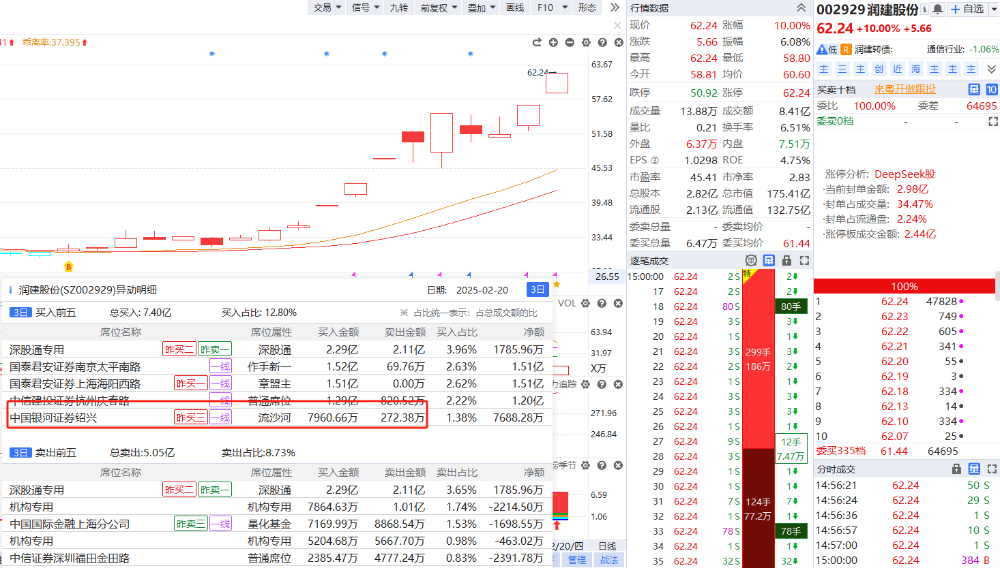 交易 信号 九转 前复权 叠加 画线 F10 形态
41 乖离率:37.395
62.24
63.67
57.62
51.58
45.53
39.48
33.44
26.55
B
润建股份(SZ002929)异动明细 日期: 2025-02-20 3日
3日 买入前五 总买入: 7.40亿 买入占比: 12.80% ※ 占比统一表示: 占总成交额的比
席位名称 席位属性 买入金额 卖出金额 买入占比 净额
深股通专用 昨买二 昨卖一 深股通 2.29亿 2.11亿 3.96% 1785.96万
国泰君安证券南京太平南路 一线 作手新一 1.52亿 69.76万 2.63% 1.51亿
国泰君安证券上海海阳西路 昨买一 一线 章盟主 1.51亿 0.00万 2.62% 1.51亿
中信建投证券杭州庆春路 一线 普通席位 1.29亿 820.52万 2.22% 1.20亿
中国银河证券绍兴 昨买三 一线 流沙河 7960.66万 272.38万 1.38% 7688.28万
3日 卖出前五 总卖出:5.05亿 卖出占比:8.73%
席位名称 席位属性 买入金额 卖出金额 卖出占比 净额
深股通专用 昨买二 昨卖一 深股通 2.29亿 2.11亿 3.65% 1785.96万
机构专用 机构专用 7864.63万 1.01亿 1.74% -2214.50万
中国国际金融上海分公司 昨卖三 一线 量化基金 7169.99万 8868.54万 1.53% -1698.55万
机构专用 机构专用 5204.68万 5667.70万 0.98% -463.02万
中信证券深圳福田金田路 普通席位 2385.47万 4777.24万 0.83% -2391.78万
VOL
63.94
31.97
X万
力追踪
271.96
246.84
捞季节
6.59
1.06
2/20/四 日线
管理 战法
行情数据
现价 62.24 涨幅 10.00%
涨跌 5.66 振幅 6.08%
最高 62.24 最低 58.80
今开 58.81 均价 60.60
跌停 50.92 涨停 62.24
成交量 13.88万 成交额 8.41亿
量比 0.21 换手率 6.51%
外盘 6.37万 内盘 7.51万
EPS ③ 1.0298 ROE 4.75%
市盈率 45.41 市净率 2.83
总股本 2.82亿 总市值 175.41亿
流通股 2.13亿 流通值 132.75亿
委卖总量 - 委卖均价 -
委买总量 6.47万 委买均价 61.44
逐笔成交 单 量
15:00:00 62.24 2 S 特 2
17 62.24 2 S 2
18 62.24 80 S 80手
19 62.24 3 S 3
20 62.24 1 S 1
21 62.24 3 S 299手 3
22 62.24 2 S 186万 2
23 62.24 1 S 1
24 62.24 3 S 3
25 62.24 3 S 3
26 62.24 1 S 1
27 62.24 9 S 12手
28 62.24 3 S 7.47万
29 62.24 1 S 1
30 62.24 1 S 1
31 62.24 7 S 124手 7
32 62.24 1 S 77.2万 1
33 62.24 78 S 78手
34 62.24 1 S 1
35 62.24 32 S 32
002929 润建股份 i + 自选
62.24 +10.00% +5.66
低 R 润建转债: 通信行业: -1.06%
主 三 主 创 近 海 主 主 主
买卖十档 来粤开做跟投 量 10
委比 100.00% 委差 64695
委卖0档 - -
涨停分析: DeepSeek股
·当前封单金额: 2.98亿
·封单占成交量: 34.47%
·封单占流通盘: 2.24%
·涨停板成交金额: 2.44亿
100%
1 62.24 47828
2 62.23 749
3 62.22 605
4 62.21 341
5 62.20 55
6 62.19 3
7 62.18 334
8 62.13 14
9 62.10 334
10 62.07 25
委买335档 61.44 64695
分时成交 量
14:56:21 62.24 50 S
14:56:24 62.24 29 S
14:56:36 62.24 1 S
14:56:57 62.24 10 S
14:57:00 62.24 1 S
15:00:00 62.24 384 B